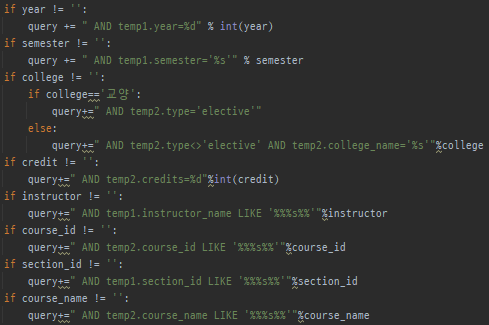 if year != '':
    query += " AND temp1.year=%d" % int(year)
if semester != '':
    query += " AND temp1.semester='%s'" % semester
if college != '':
    if college=='교양':
        query+=" AND temp2.type='elective'"
    else:
        query+=" AND temp2.type<>'elective' AND temp2.college_name='%s'"%college
if credit != '':
    query+=" AND temp2.credits=%d"%int(credit)
if instructor != '':
    query+=" AND temp1.instructor_name LIKE '%%%s%%'"%instructor
if course_id != '':
    query+=" AND temp2.course_id LIKE '%%%s%%'"%course_id
if section_id != '':
    query+=" AND temp1.section_id LIKE '%%%s%%'"%section_id
if course_name != '':
    query+=" AND temp2.course_name LIKE '%%%s%%'"%course_name